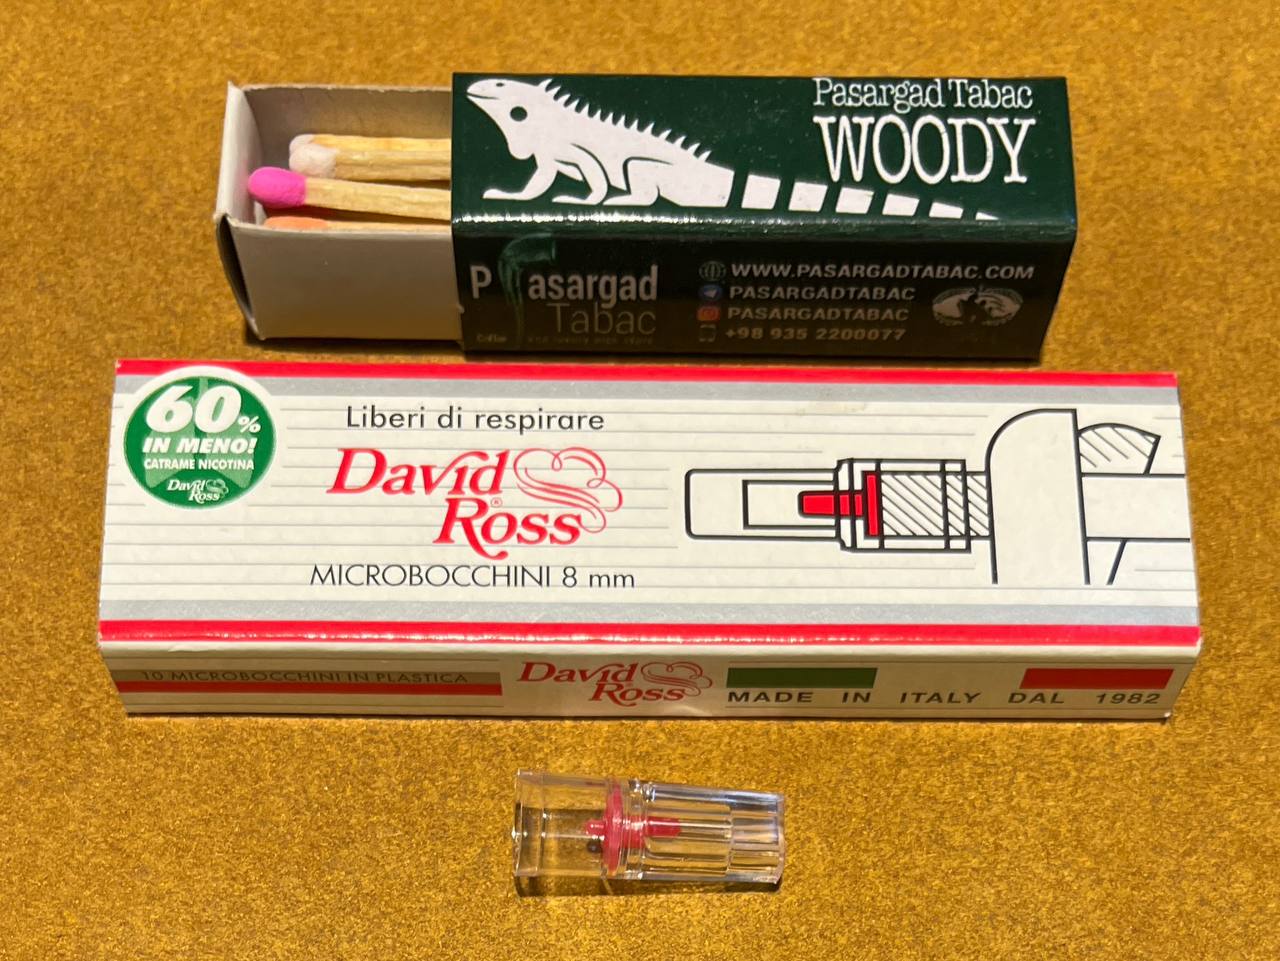 Pasargad Tabac
WOODY
Pasargad
Tabac
WWW.PASARGADTABAC.COM
PASARGADTABAC
PASARGADTABAC
+98 935 2200077
60%
IN MENO!
CATRAME NICOTINA
David
Ross
Liberi di respirare
David
Ross®
MICROBOCCHINI 8 mm
10 MICROBOCCHINI IN PLASTICA
David
Ross
MADE IN ITALY DAL 1982